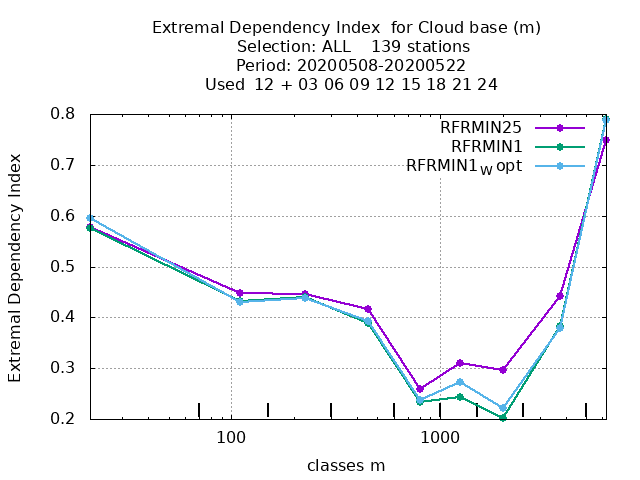 Extremal Dependency Index  for Cloud base (m)
Selection: ALL    139 stations
Period: 20200508-20200522
Used  12 + 03 06 09 12 15 18 21 24
RFRMIN25
RFRMIN1
RFRMIN1W opt
Extremal Dependency Index
0.8
0.7
0.6
0.5
0.4
0.3
0.2
100
1000
classes m